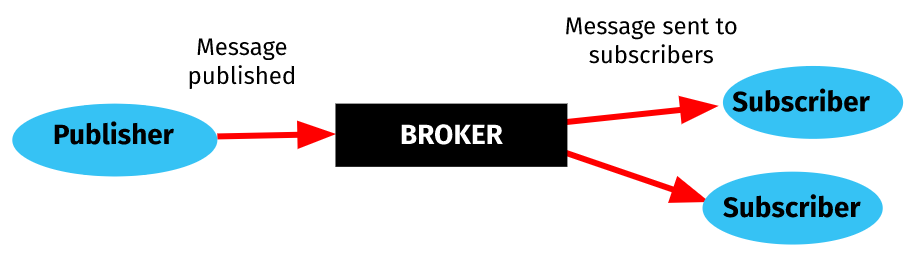 Message
published
Message sent to
subscribers
Publisher
BROKER
Subscriber
Subscriber